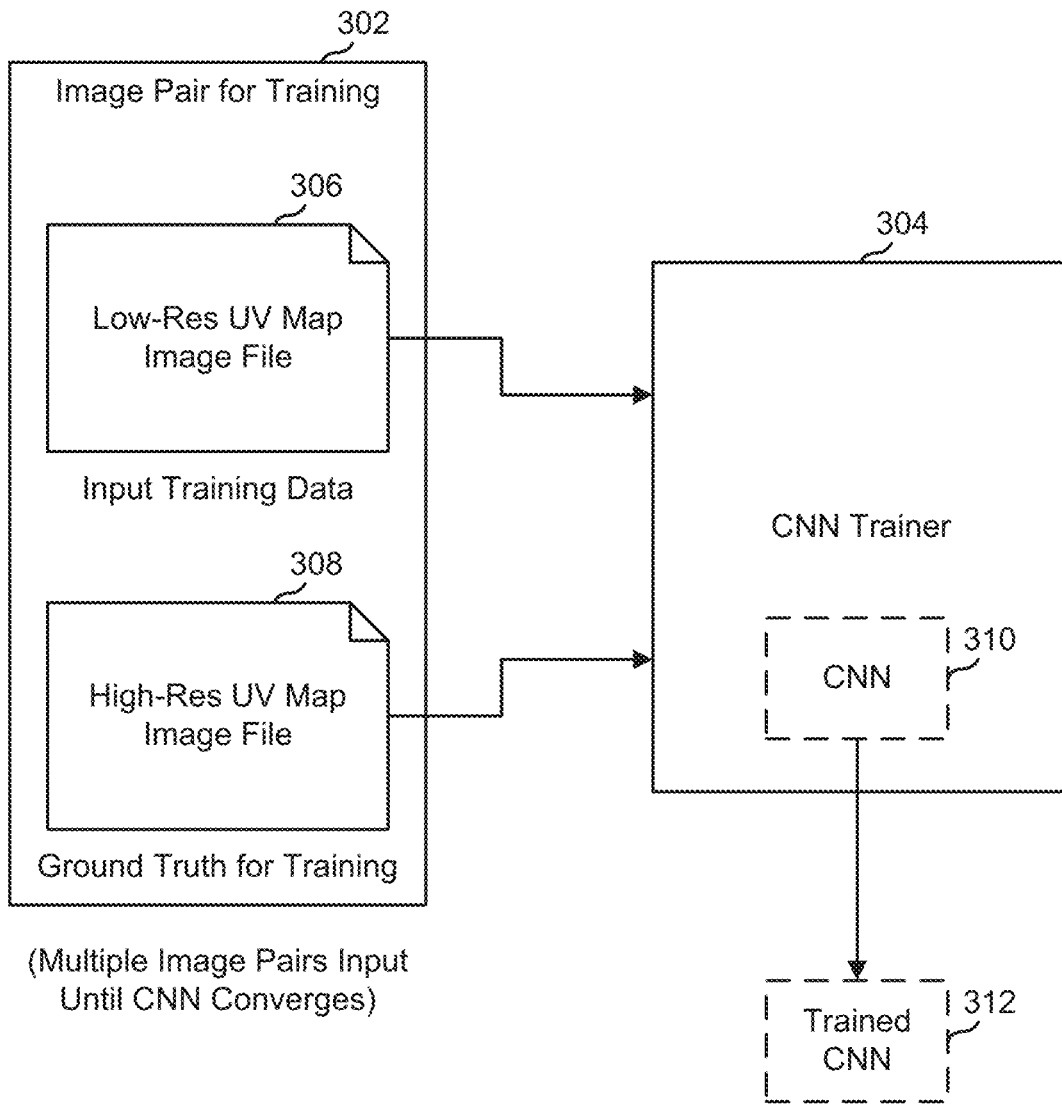 302
Image Pair for Training
306
Low-Res UV Map
Image File
Input Training Data
308
High-Res UV Map
Image File
Ground Truth for Training
(Multiple Image Pairs Input
Until CNN Converges)
304
CNN Trainer
CNN
310
Trained
CNN
312